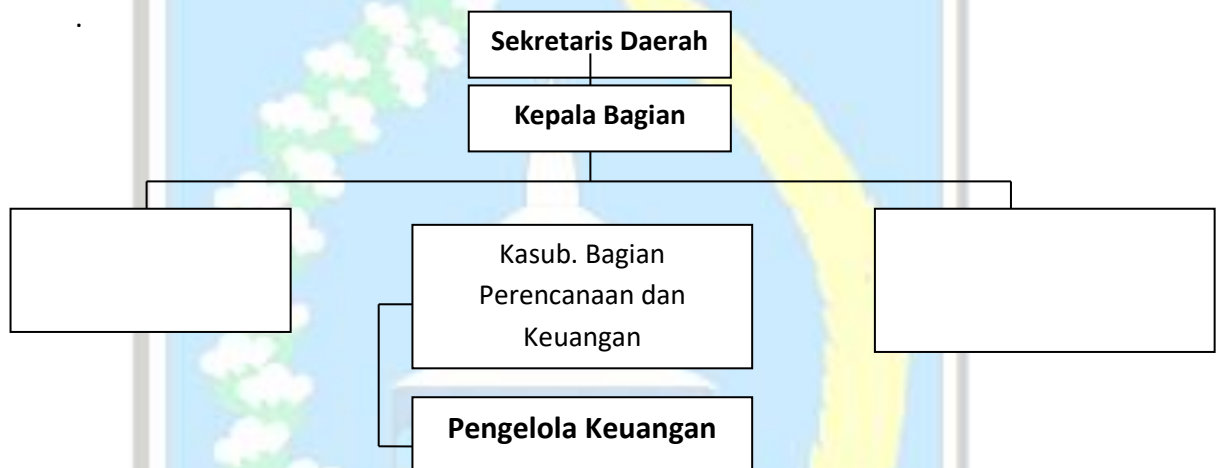 .
Sekretaris Daerah
Kepala Bagian
Kasub. Bagian
Perencanaan dan
Keuangan
Pengelola Keuangan